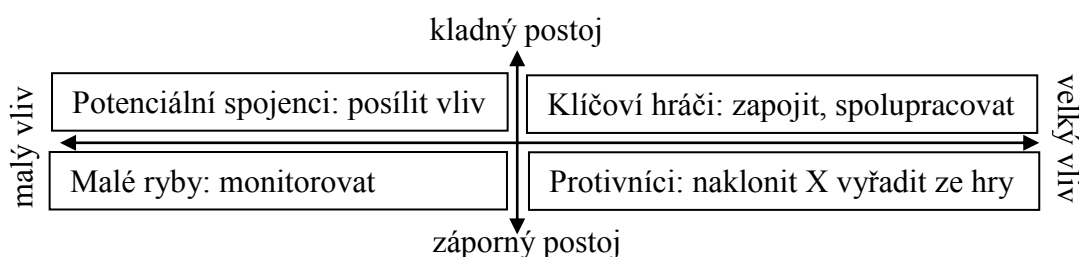 kladný postoj
malý vliv
Potenciální spojenci: posílit vliv
Klíčoví hráči: zapojit, spolupracovat
velký vliv
Malé ryby: monitorovat
Protivníci: naklonit X vyřadit ze hry
záporný postoj